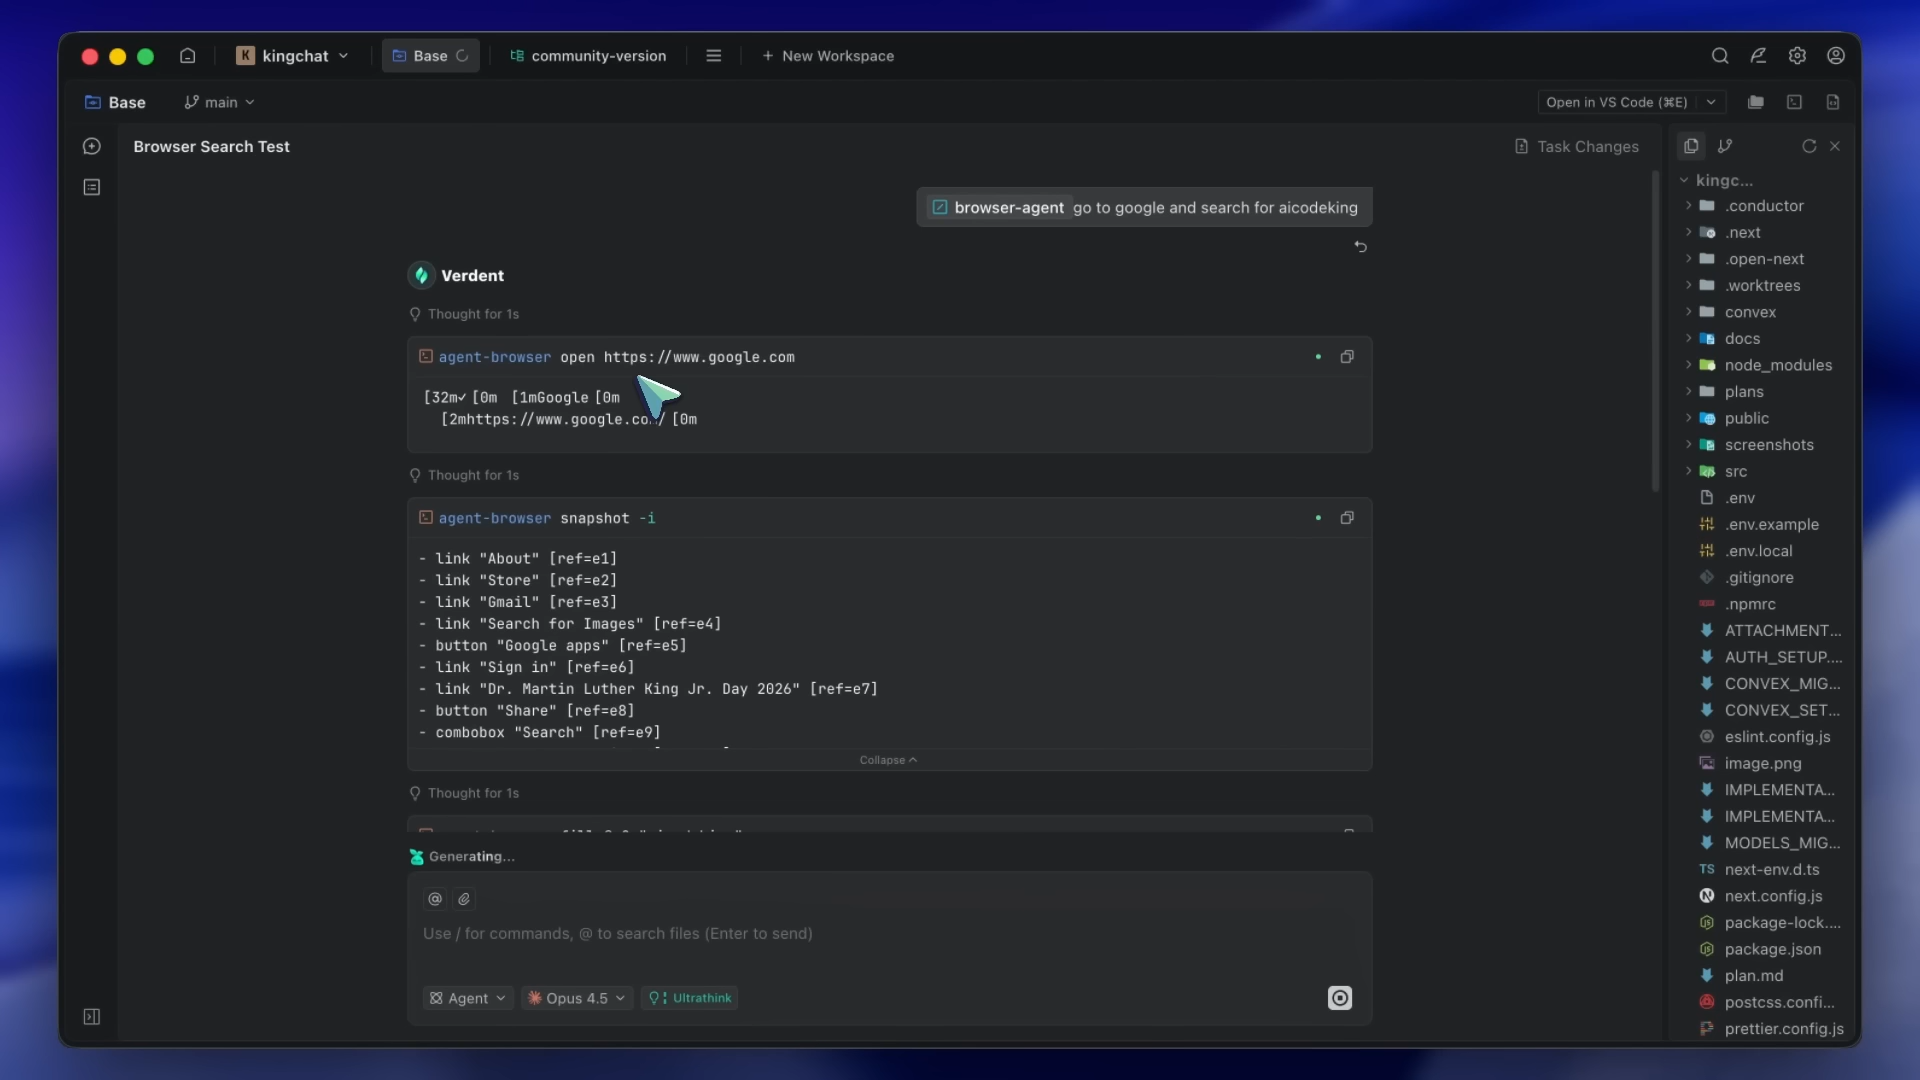 K kingchat
Base
community-version
+ New Workspace
Base
main
Open in VS Code (⌘E)
Browser Search Test
Task Changes
browser-agent go to google and search for aicodeking
Verdent
Thought for 1s
agent-browser open https://www.google.com
[32m✓ [0m [1mGoogle [0m
[2mhttps://www.google.com/ [0m
Thought for 1s
agent-browser snapshot -i
- link "About" [ref=e1]
- link "Store" [ref=e2]
- link "Gmail" [ref=e3]
- link "Search for Images" [ref=e4]
- button "Google apps" [ref=e5]
- link "Sign in" [ref=e6]
- link "Dr. Martin Luther King Jr. Day 2026" [ref=e7]
- button "Share" [ref=e8]
- combobox "Search" [ref=e9]
Collapse
Thought for 1s
Generating...
@
Use / for commands, @ to search files (Enter to send)
Agent
Opus 4.5
Ultrathink
kingc...
.conductor
.next
.open-next
.worktrees
convex
docs
node_modules
plans
public
screenshots
src
.env
.env.example
.env.local
.gitignore
.npmrc
ATTACHMENT...
AUTH_SETUP....
CONVEX_MIG...
CONVEX_SET...
eslint.config.js
image.png
IMPLEMENTA...
IMPLEMENTA...
MODELS_MIG...
TS next-env.d.ts
next.config.js
package-lock....
package.json
plan.md
postcss.confi...
prettier.config.js